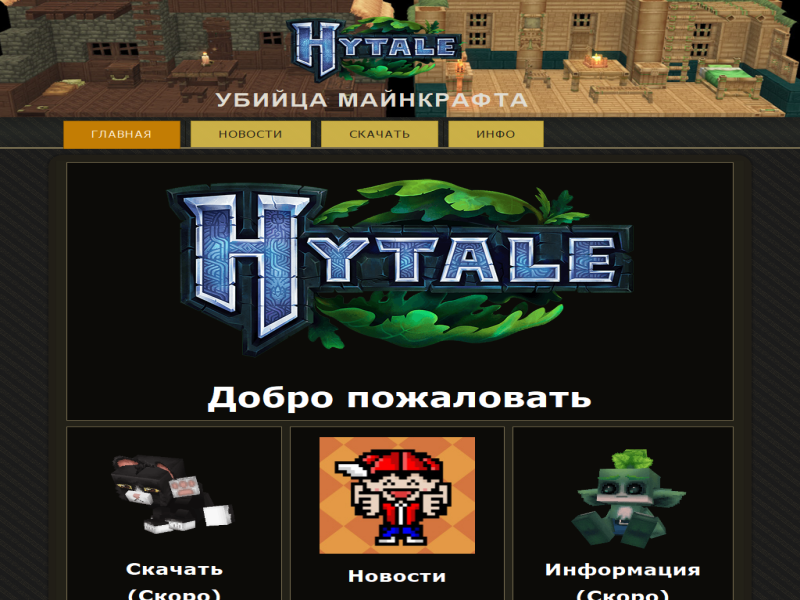 HYTALE
УБИЙЦА МАЙНКРАФТА
ГЛАВНАЯ НОВОСТИ СКАЧАТЬ ИНФО
HYTALE
Добро пожаловать
Скачать
(Скоро)
Новости
Информация
(Скоро)